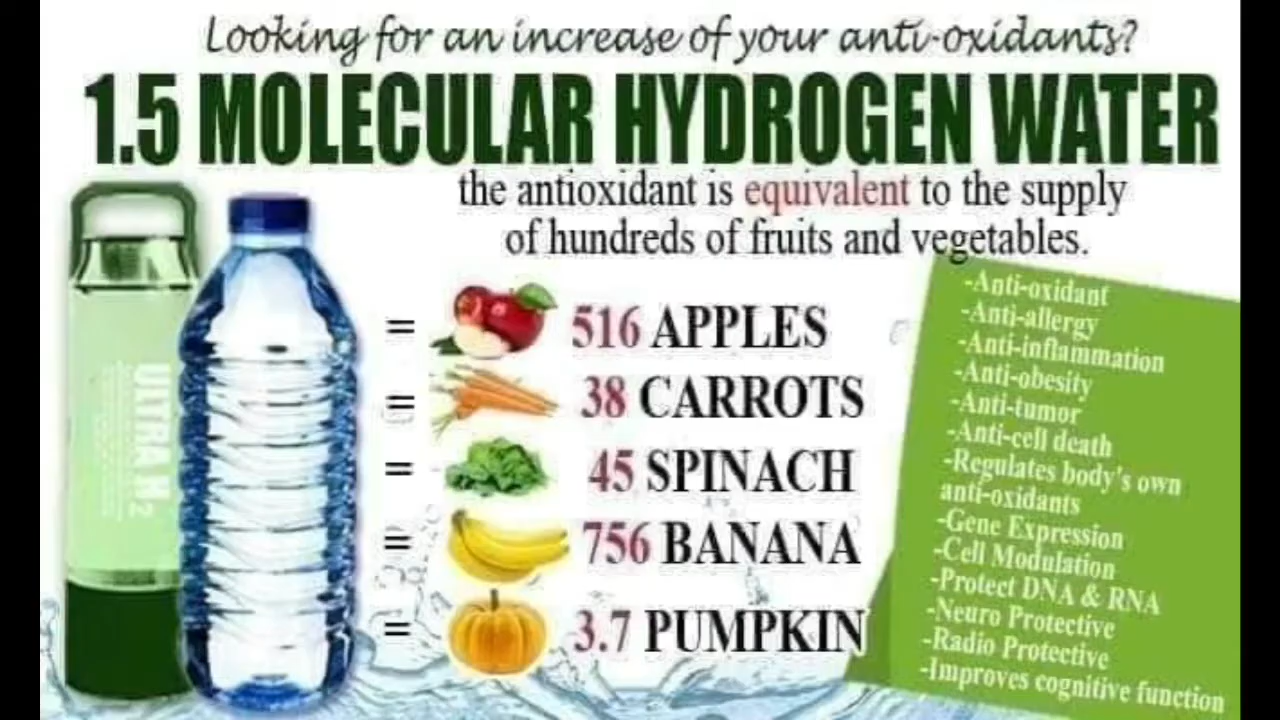 Looking for an increase of your anti-oxidants?
1.5 MOLECULAR HYDROGEN WATER
the antioxidant is equivalent to the supply
of hundreds of fruits and vegetables.
ULTRA H2
= 516 APPLES
= 38 CARROTS
= 45 SPINACH
= 756 BANANA
= 3.7 PUMPKIN
-Anti-oxidant
-Anti-allergy
-Anti-inflammation
-Anti-obesity
-Anti-tumor
-Anti-cell death
-Regulates body's own
anti-oxidants
-Gene Expression
-Cell Modulation
-Protect DNA & RNA
-Neuro Protective
-Radio Protective
-Improves cognitive function